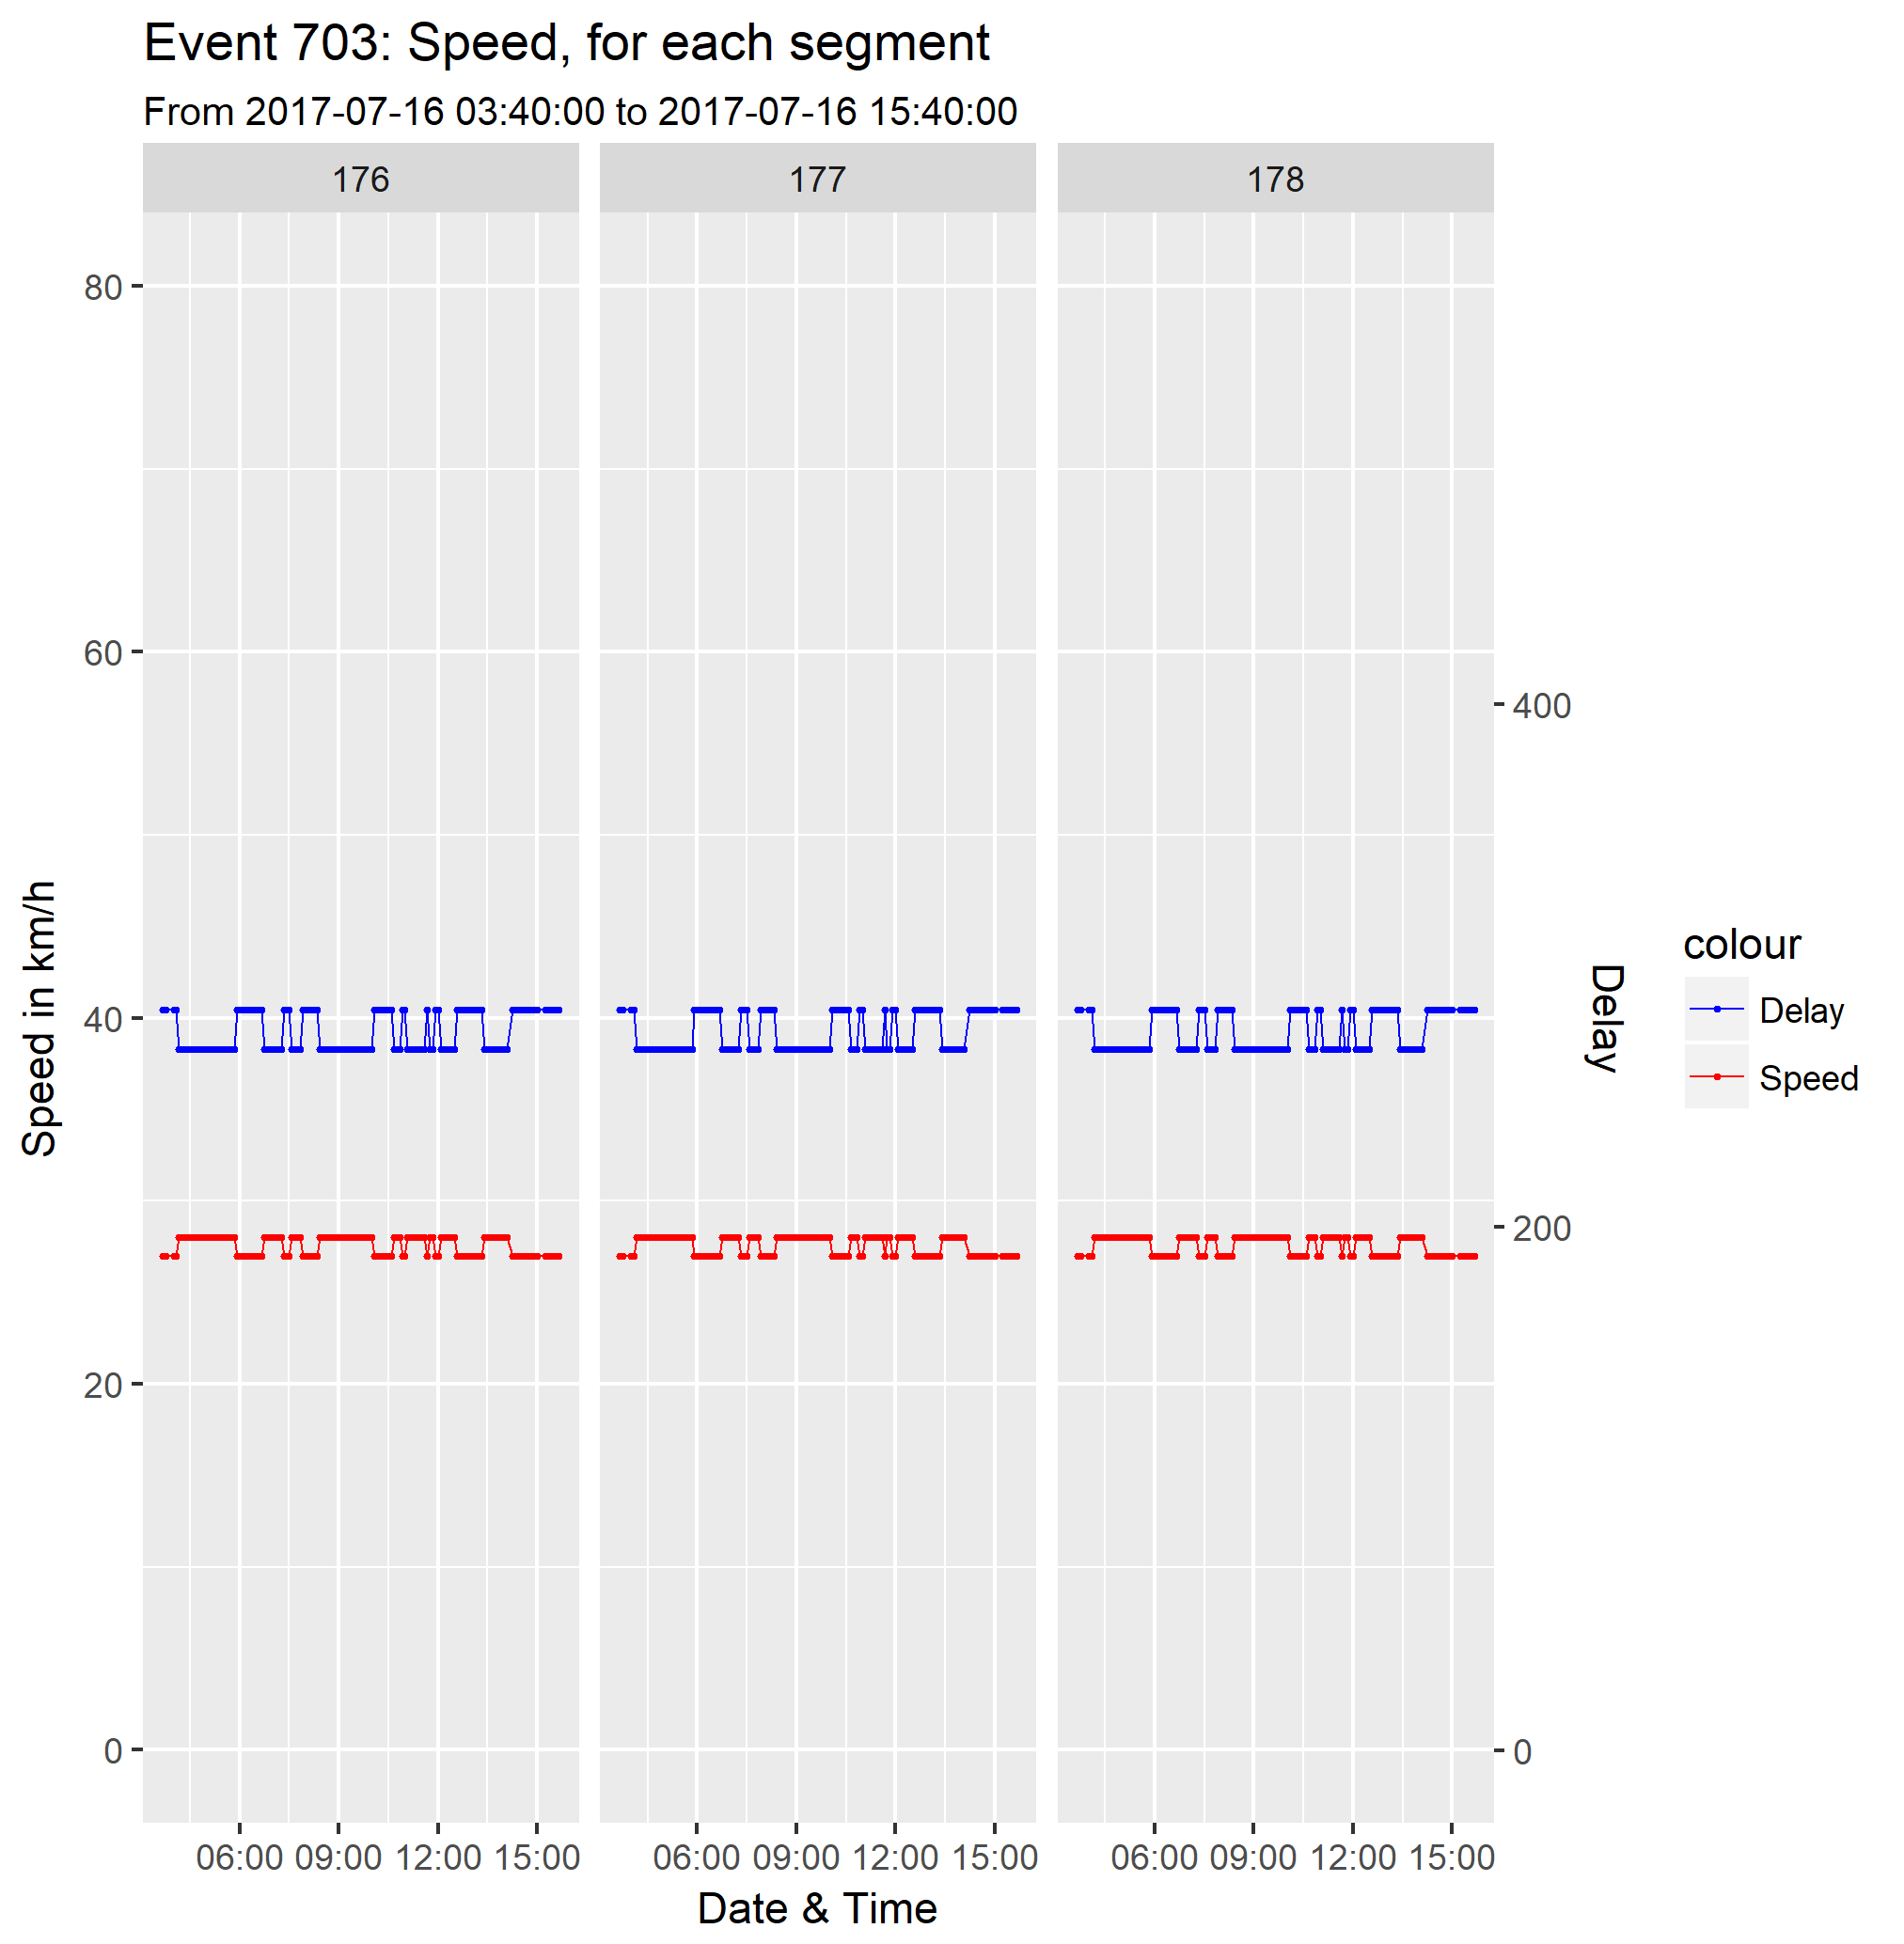 Event 703: Speed, for each segment
From 2017-07-16 03:40:00 to 2017-07-16 15:40:00
176 177 178
80
60
40
20
0
Speed in km/h
400
200
0
Delay
colour
Delay
Speed
06:00 09:00 12:00 15:00 06:00 09:00 12:00 15:00 06:00 09:00 12:00 15:00
Date & Time